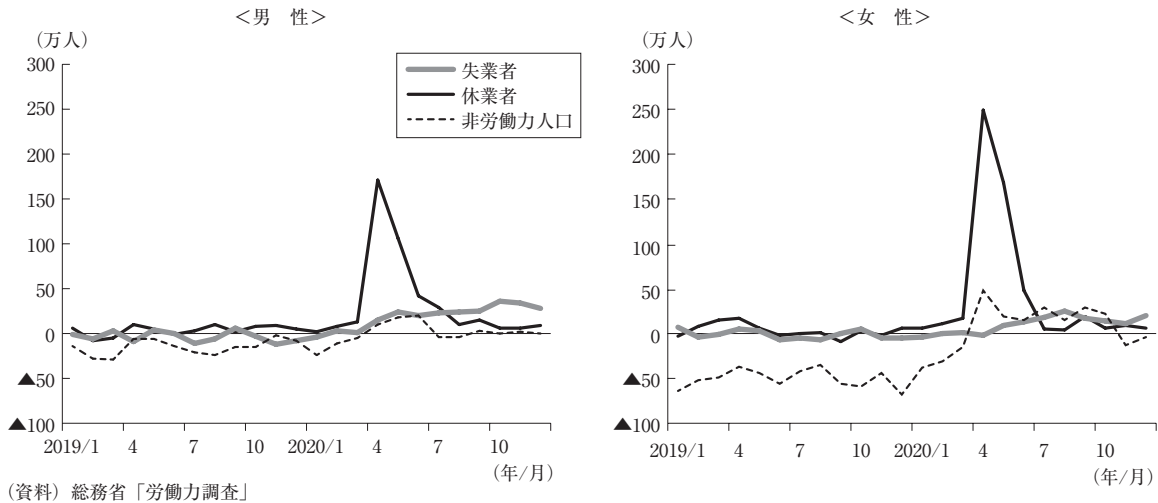 ＜男　性＞
（万人）
300
250
200
150
100
50
0
▲50
▲100
2019/1 4 7 10 2020/1 4 7 10
（年/月）
失業者
休業者
非労働力人口
＜女　性＞
（万人）
300
250
200
150
100
50
0
▲50
▲100
2019/1 4 7 10 2020/1 4 7 10
（年/月）
（資料）総務省「労働力調査」